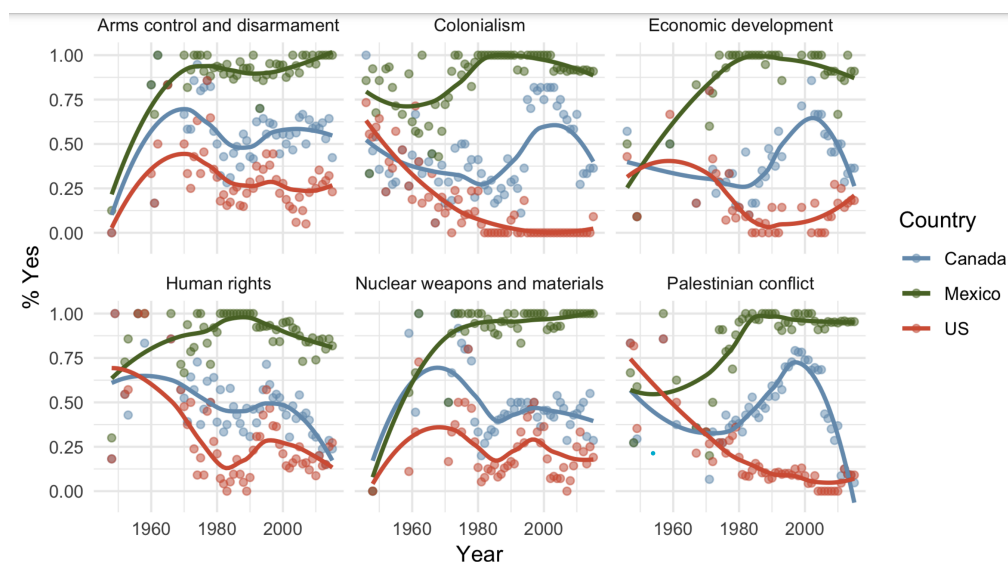 Arms control and disarmament
Colonialism
Economic development
1.00
0.75
0.50
0.25
0.00
% Yes
Human rights
Nuclear weapons and materials
Palestinian conflict
1.00
0.75
0.50
0.25
0.00
1960 1980 2000
1960 1980 2000
1960 1980 2000
Year
Country
Canada
Mexico
US